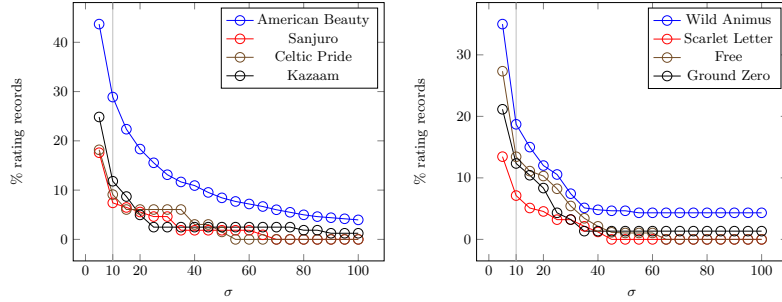 American Beauty
Sanjuro
Celtic Pride
Kazaam
% rating records
40
30
20
10
0
0 10 20 40 60 80 100
σ
Wild Animus
Scarlet Letter
Free
Ground Zero
% rating records
30
20
10
0
0 10 20 40 60 80 100
σ